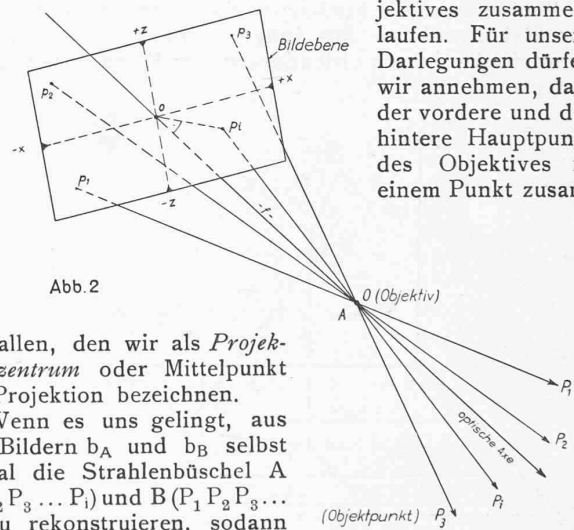 jektives zusamme
laufen. Für unser
Darlegungen dürfe
wir annehmen, da
der vordere und d
hintere Hauptpun
des Objektives
einem Punkt zusar
+z
p₃
Bildebene
p₂
+x
o
pi
-x
p₁
-z
-f-
Abb.2
O (Objektiv)
A
P₁
optische Axe
P₂
Pi
(Objektpunkt) P₃
allen, den wir als Projek-
zentrum oder Mittelpunkt
Projektion bezeichnen.
Venn es uns gelingt, aus
Bildern bA und bB selbst
al die Strahlenbüschel A
P₃ ... Pi) und B (P₁ P₂ P₃...
u rekonstruieren, sodann